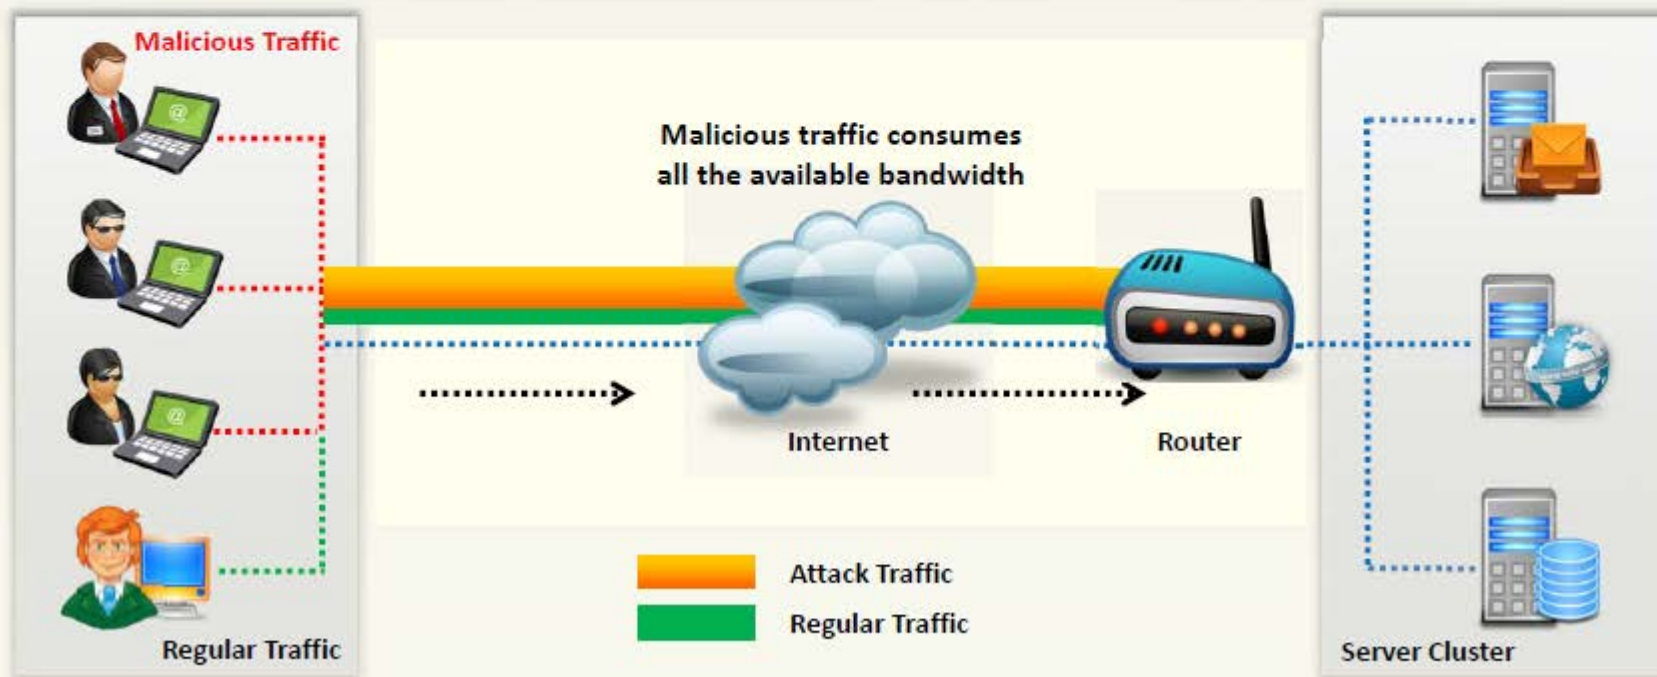 Malicious Traffic
Malicious traffic consumes
all the available bandwidth
@
@
@
Internet
Router
Attack Traffic
Regular Traffic
Regular Traffic
Server Cluster